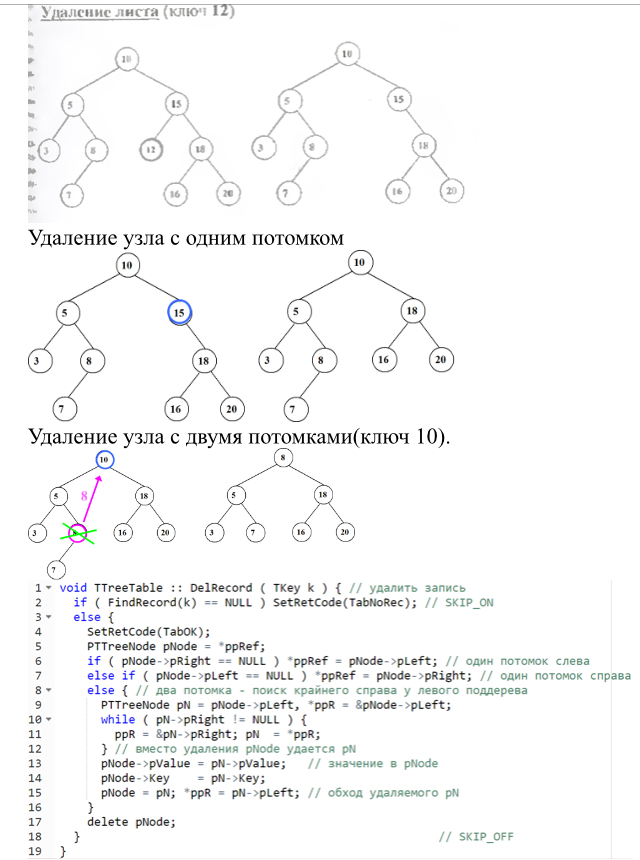 Удаление листа (ключ 12)
10
10
5
15
5
15
3
8
12
18
3
8
18
7
16
20
7
16
20
Удаление узла с одним потомком
10
10
5
15
5
18
3
8
18
3
8
16
20
7
16
20
7
Удаление узла с двумя потомками(ключ 10).
10
8
5
8
18
5
18
3
8
16
20
3
7
16
20
7
1 void TTreeTable :: DelRecord ( TKey k ) { // удалить запись
2 if ( FindRecord(k) == NULL ) SetRetCode(TabNoRec); // SKIP_ON
3 else {
4 SetRetCode(TabOK);
5 PTTreeNode pNode = *ppRef;
6 if ( pNode->pRight == NULL ) *ppRef = pNode->pLeft; // один потомок слева
7 else if ( pNode->pLeft == NULL ) *ppRef = pNode->pRight; // один потомок справа
8 else { // два потомка - поиск крайнего справа у левого поддерева
9 PTTreeNode pN = pNode->pLeft, *ppR = &pNode->pLeft;
10 while ( pN->pRight != NULL ) {
11 ppR = &pN->pRight; pN = *ppR;
12 } // вместо удаления pNode удается pN
13 pNode->pValue = pN->pValue; // значение в pNode
14 pNode->Key = pN->Key;
15 pNode = pN; *ppR = pN->pLeft; // обход удаляемого pN
16 }
17 delete pNode;
18 } // SKIP_OFF
19 }